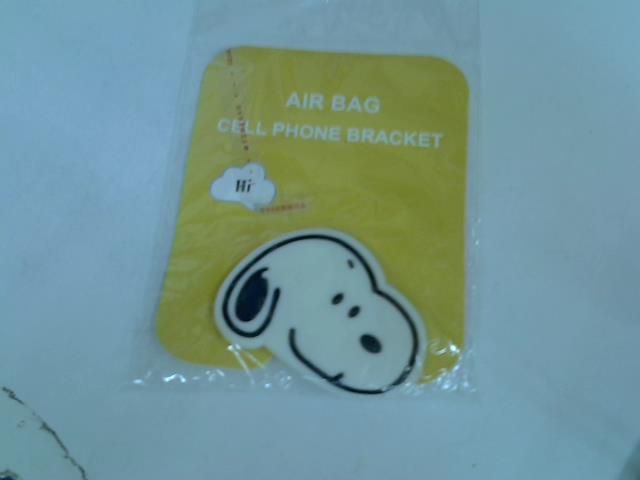 AIR BAG
CELL PHONE BRACKET
Hi